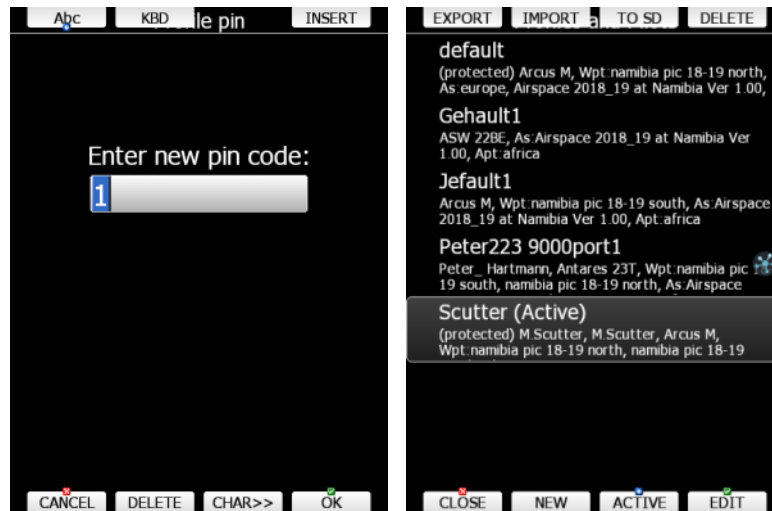 Abc KBD le pin INSERT
Enter new pin code:
1
CANCEL DELETE CHAR>> OK
EXPORT IMPORT TO SD DELETE
default
(protected) Arcus M, Wpt:namibia pic 18-19 north,
As:europe, Airspace 2018_19 at Namibia Ver 1.00,
Gehault1
ASW 22BE, As:Airspace 2018_19 at Namibia Ver
1.00, Apt:africa
Jefault1
Arcus M, Wpt:namibia pic 18-19 south, As:Airspace
2018_19 at Namibia Ver 1.00, Apt:africa
Peter223 9000port1
Peter_ Hartmann, Antares 23T, Wpt:namibia pic
19 south, namibia pic 18-19 north, As:Airspace
Scutter (Active)
(protected) M.Scutter, M.Scutter, Arcus M,
Wpt:namibia pic 18-19 north, namibia pic 18-19
CLOSE NEW ACTIVE EDIT